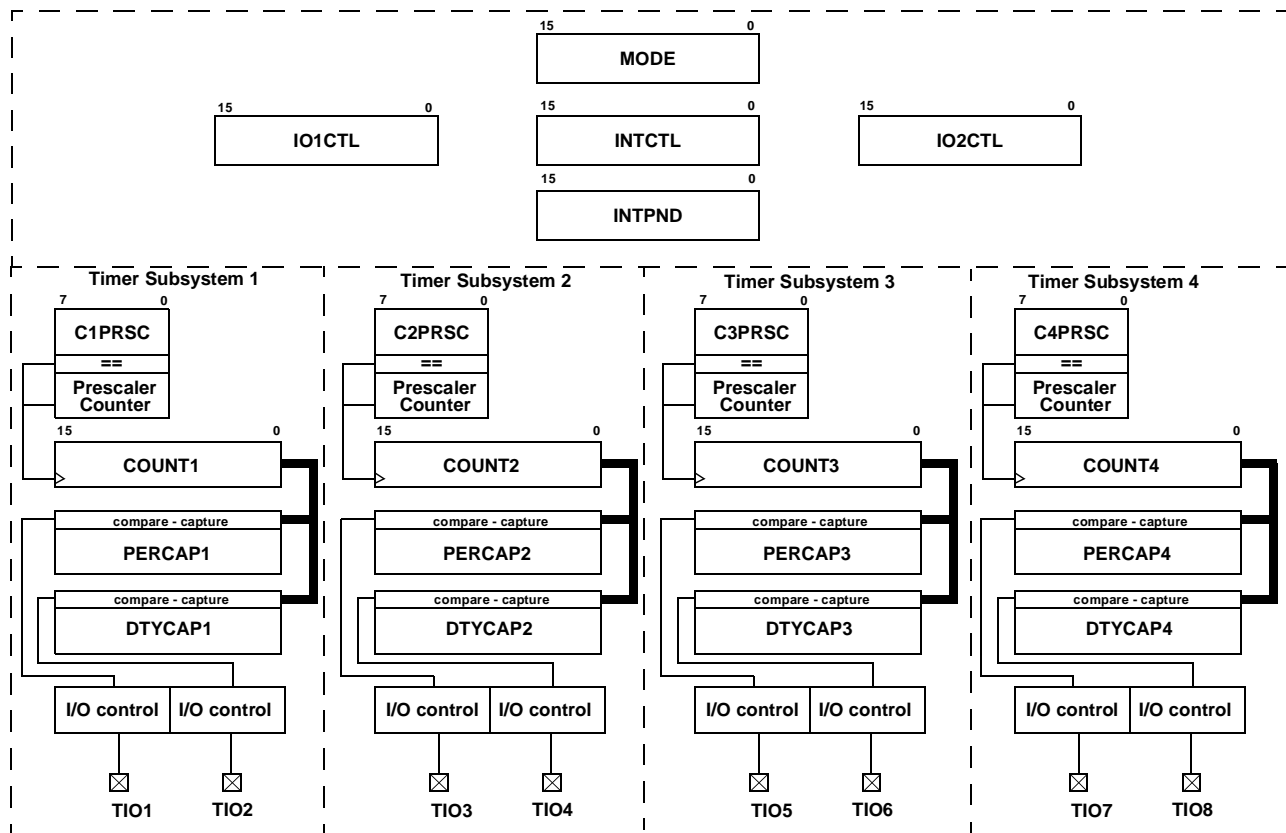 15 0
MODE
15 0 15 0 15 0
IO1CTL INTCTL IO2CTL
15 0
INTPND
Timer Subsystem 1 Timer Subsystem 2 Timer Subsystem 3 Timer Subsystem 4
7 0 7 0 7 0 7 0
C1PRSC C2PRSC C3PRSC C4PRSC
== == == ==
Prescaler Prescaler Prescaler Prescaler
Counter Counter Counter Counter
15 0 15 0 15 0 15 0
COUNT1 COUNT2 COUNT3 COUNT4
compare - capture compare - capture compare - capture compare - capture
PERCAP1 PERCAP2 PERCAP3 PERCAP4
compare - capture compare - capture compare - capture compare - capture
DTYCAP1 DTYCAP2 DTYCAP3 DTYCAP4
I/O control I/O control I/O control I/O control I/O control I/O control I/O control I/O control
TIO1 TIO2 TIO3 TIO4 TIO5 TIO6 TIO7 TIO8